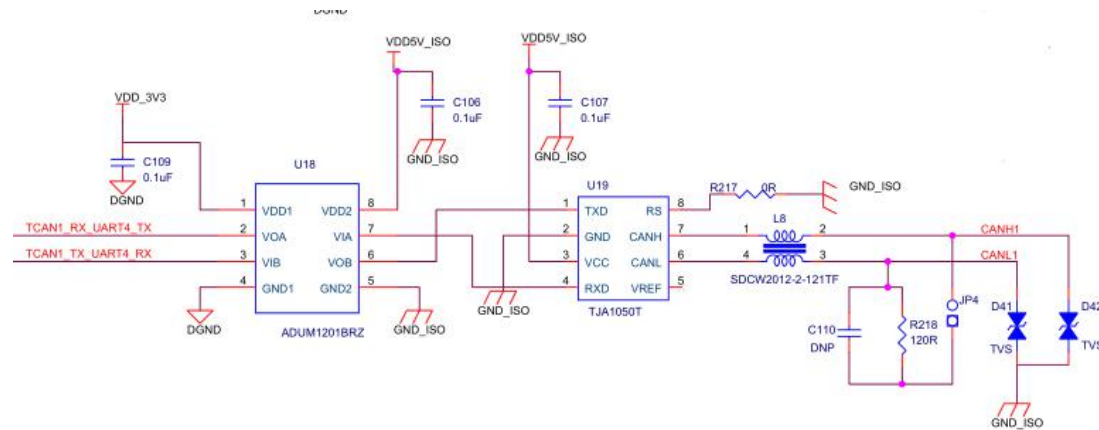 DGND
VDD5V_ISO
VDD5V_ISO
VDD_3V3
C106
0.1uF
C107
0.1uF
GND_ISO
GND_ISO
C109
0.1uF
DGND
U18
U19
R217
0R
GND_ISO
L8
1 VDD1 VDD2 8
2 VOA VIA 7
3 VIB VOB 6
4 GND1 GND2 5
ADUM1201BRZ
TCAN1_RX_UART4_TX
TCAN1_TX_UART4_RX
DGND
GND_ISO
GND_ISO
1 TXD RS 8
2 GND CANH 7
3 VCC CANL 6
4 RXD VREF 5
TJA1050T
1 2
4 3
SDCW2012-2-121TF
CANH1
CANL1
C110
DNP
R218
120R
JP4
D41
TVS
D42
TVS
GND_ISO